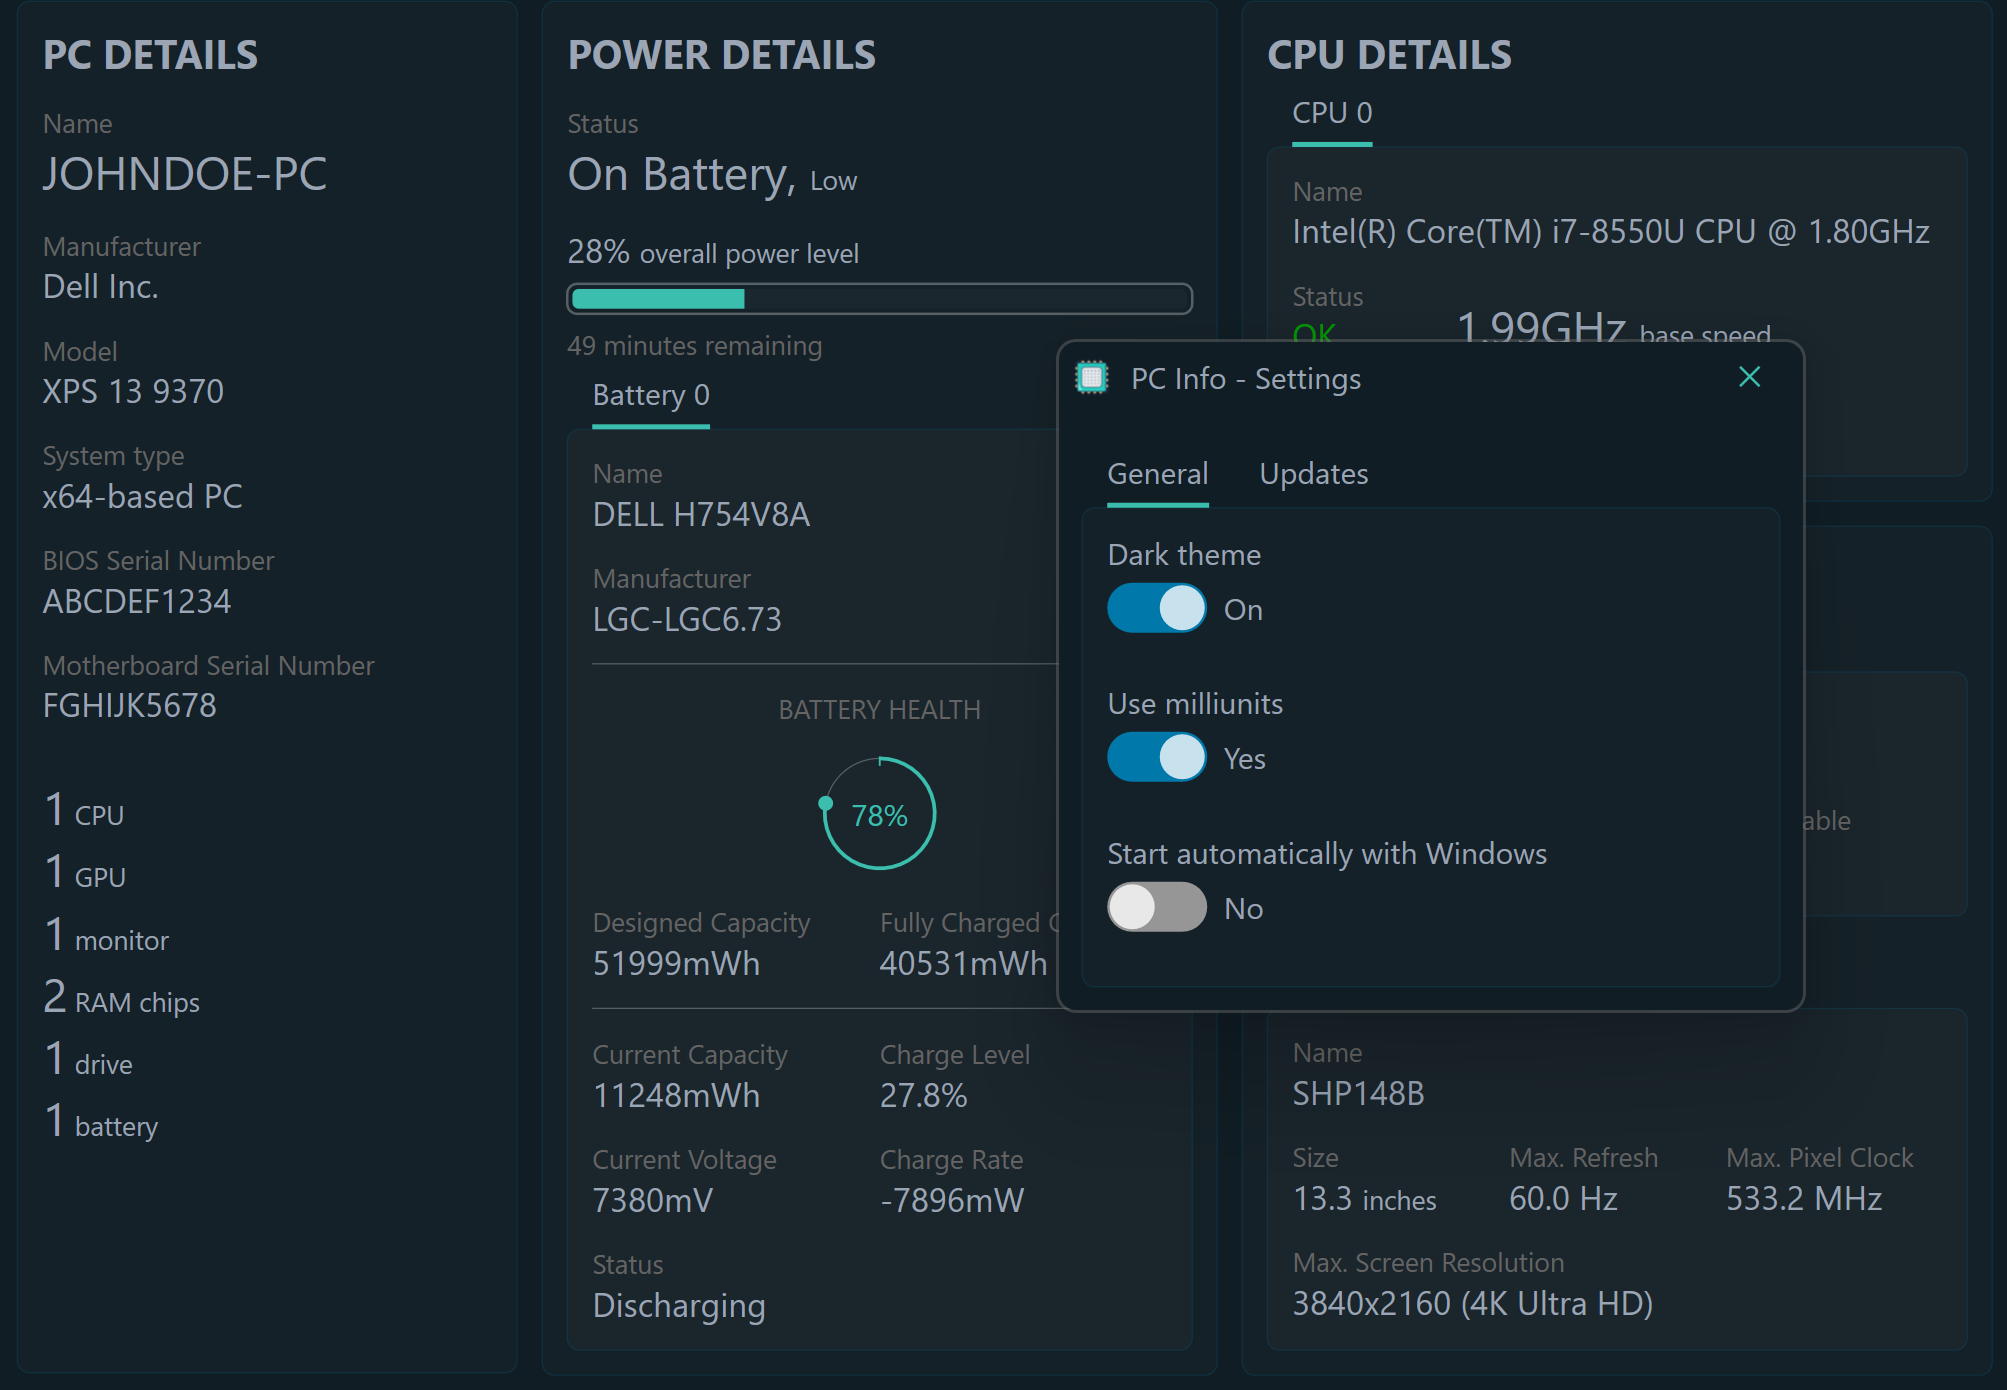 PC DETAILS
Name
JOHNDOE-PC
Manufacturer
Dell Inc.
Model
XPS 13 9370
System type
x64-based PC
BIOS Serial Number
ABCDEF1234
Motherboard Serial Number
FGHIJK5678
1 CPU
1 GPU
1 monitor
2 RAM chips
1 drive
1 battery
POWER DETAILS
Status
On Battery, Low
28% overall power level
49 minutes remaining
Battery 0
Name
DELL H754V8A
Manufacturer
LGC-LGC6.73
BATTERY HEALTH
78%
Designed Capacity Fully Charged
51999mWh 40531mWh
Current Capacity Charge Level
11248mWh 27.8%
Current Voltage Charge Rate
7380mV -7896mW
Status
Discharging
CPU DETAILS
CPU 0
Name
Intel(R) Core(TM) i7-8550U CPU @ 1.80GHz
Status
OK 1.99GHz base speed
PC Info - Settings
General Updates
Dark theme
On
Use milliunits
Yes
Start automatically with Windows
No
Name
SHP148B
Size Max. Refresh Max. Pixel Clock
13.3 inches 60.0 Hz 533.2 MHz
Max. Screen Resolution
3840x2160 (4K Ultra HD)